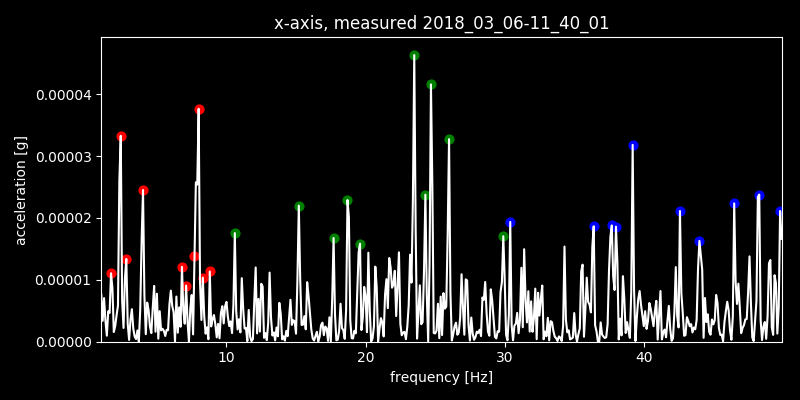 x-axis, measured 2018_03_06-11_40_01
acceleration [g]
0.00004
0.00003
0.00002
0.00001
0.00000
10 20 30 40
frequency [Hz]